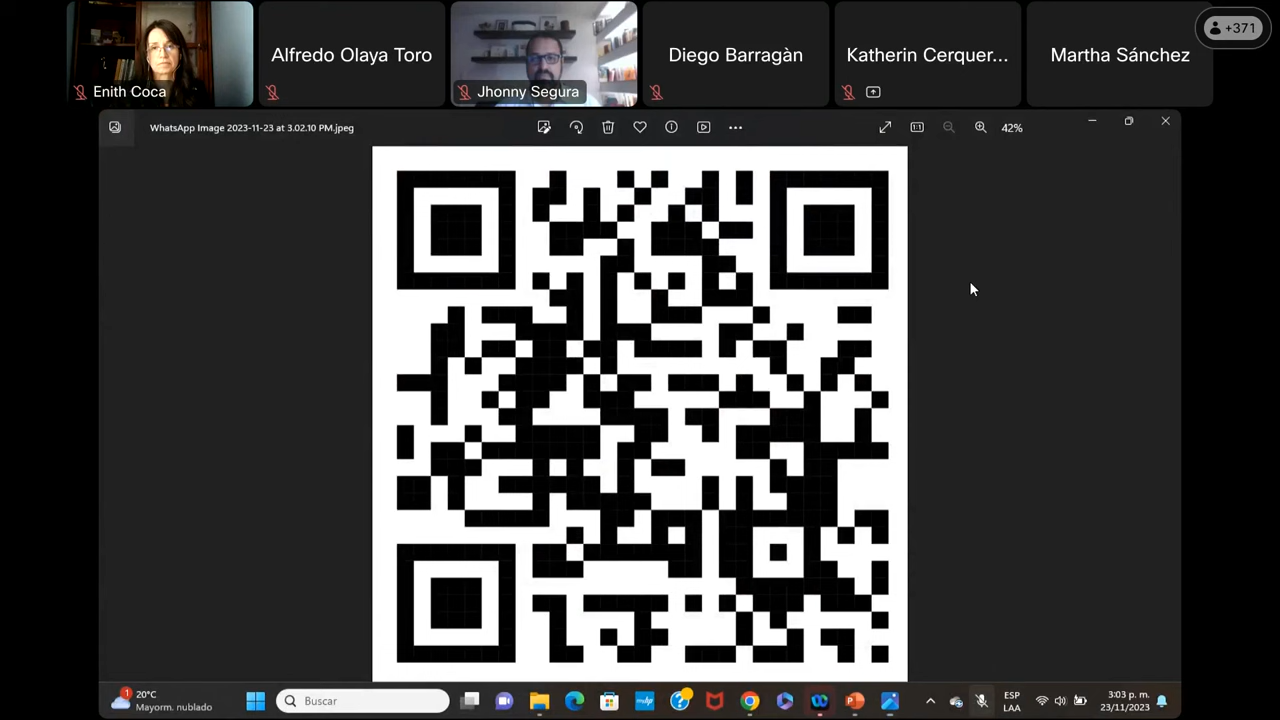 +371
Alfredo Olaya Toro
Diego Barragàn
Katherin Cerquer...
Martha Sánchez
Enith Coca
Jhonny Segura
WhatsApp Image 2023-11-23 at 3.02.10 PM.jpeg
42%
1
20°C
Mayorm. nublado
Buscar
ESP
LAA
3:03 p. m.
23/11/2023